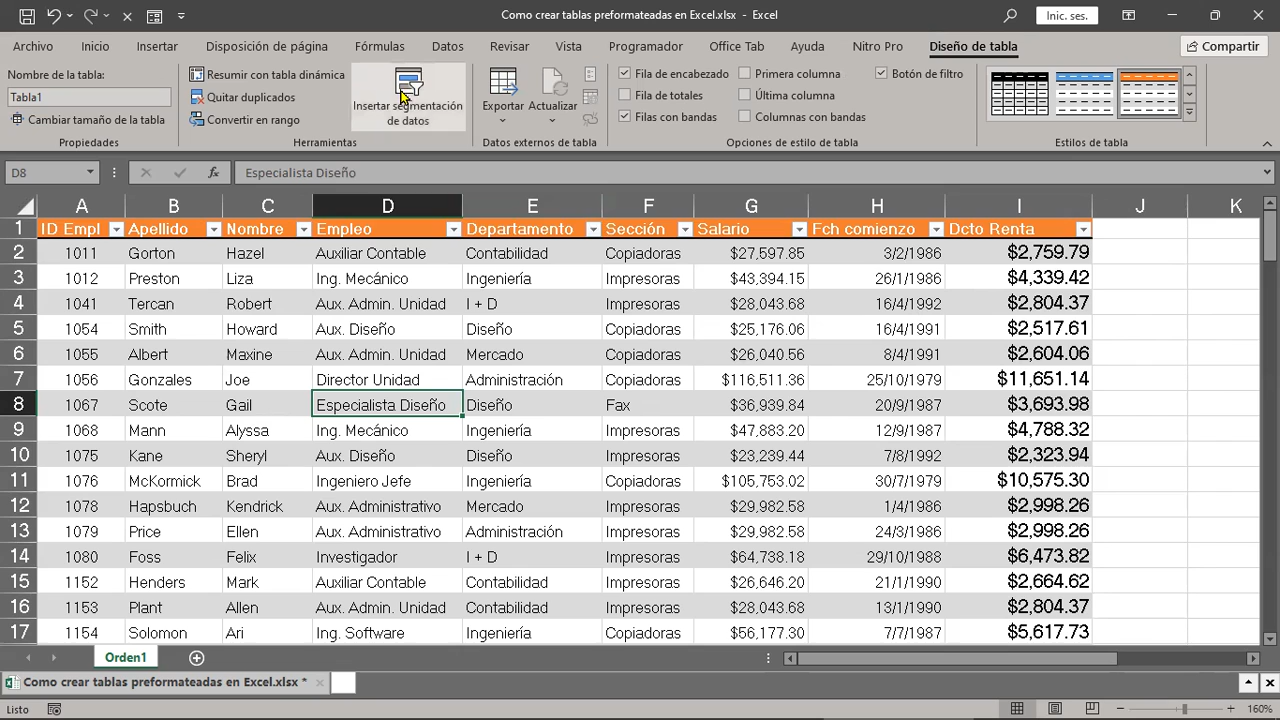 Como crear tablas preformateadas en Excel.xlsx - Excel
Inic. ses.
Archivo Inicio Insertar Disposición de página Fórmulas Datos Revisar Vista Programador Office Tab Ayuda Nitro Pro Diseño de tabla Compartir
Nombre de la tabla:
Tabla1
Cambiar tamaño de la tabla
Propiedades
Resumir con tabla dinámica
Quitar duplicados
Convertir en rango
Insertar segmentación
de datos
Herramientas
Exportar Actualizar
Datos externos de tabla
Fila de encabezado Primera columna Botón de filtro
Fila de totales Última columna
Filas con bandas Columnas con bandas
Opciones de estilo de tabla
Estilos de tabla
D8 fx Especialista Diseño
A B C D E F G H I J K
1 ID Empl Apellido Nombre Empleo Departamento Sección Salario Fch comienzo Dcto Renta
2 1011 Gorton Hazel Auxiliar Contable Contabilidad Copiadoras $27,597.85 3/2/1986 $2,759.79
3 1012 Preston Liza Ing. Mecánico Ingeniería Impresoras $43,394.15 26/1/1986 $4,339.42
4 1041 Tercan Robert Aux. Admin. Unidad I + D Impresoras $28,043.68 16/4/1992 $2,804.37
5 1054 Smith Howard Aux. Diseño Diseño Copiadoras $25,176.06 16/4/1991 $2,517.61
6 1055 Albert Maxine Aux. Admin. Unidad Mercado Copiadoras $26,040.56 8/4/1991 $2,604.06
7 1056 Gonzales Joe Director Unidad Administración Copiadoras $116,511.36 25/10/1979 $11,651.14
8 1067 Scote Gail Especialista Diseño Diseño Fax $36,939.84 20/9/1987 $3,693.98
9 1068 Mann Alyssa Ing. Mecánico Ingeniería Impresoras $47,883.20 12/9/1987 $4,788.32
10 1075 Kane Sheryl Aux. Diseño Diseño Impresoras $23,239.44 7/8/1992 $2,323.94
11 1076 McKormick Brad Ingeniero Jefe Ingeniería Copiadoras $105,753.02 30/7/1979 $10,575.30
12 1078 Hapsbuch Kendrick Aux. Administrativo Mercado Impresoras $29,982.58 1/4/1986 $2,998.26
13 1079 Price Ellen Aux. Administrativo Administración Impresoras $29,982.58 24/3/1986 $2,998.26
14 1080 Foss Felix Investigador I + D Impresoras $64,738.18 29/10/1988 $6,473.82
15 1152 Henders Mark Auxiliar Contable Contabilidad Impresoras $26,646.20 21/1/1990 $2,664.62
16 1153 Plant Allen Aux. Admin. Unidad Contabilidad Impresoras $28,043.68 13/1/1990 $2,804.37
17 1154 Solomon Ari Ing. Software Ingeniería Copiadoras $56,177.30 7/7/1987 $5,617.73
Orden1
Como crear tablas preformateadas en Excel.xlsx *
Listo
160%